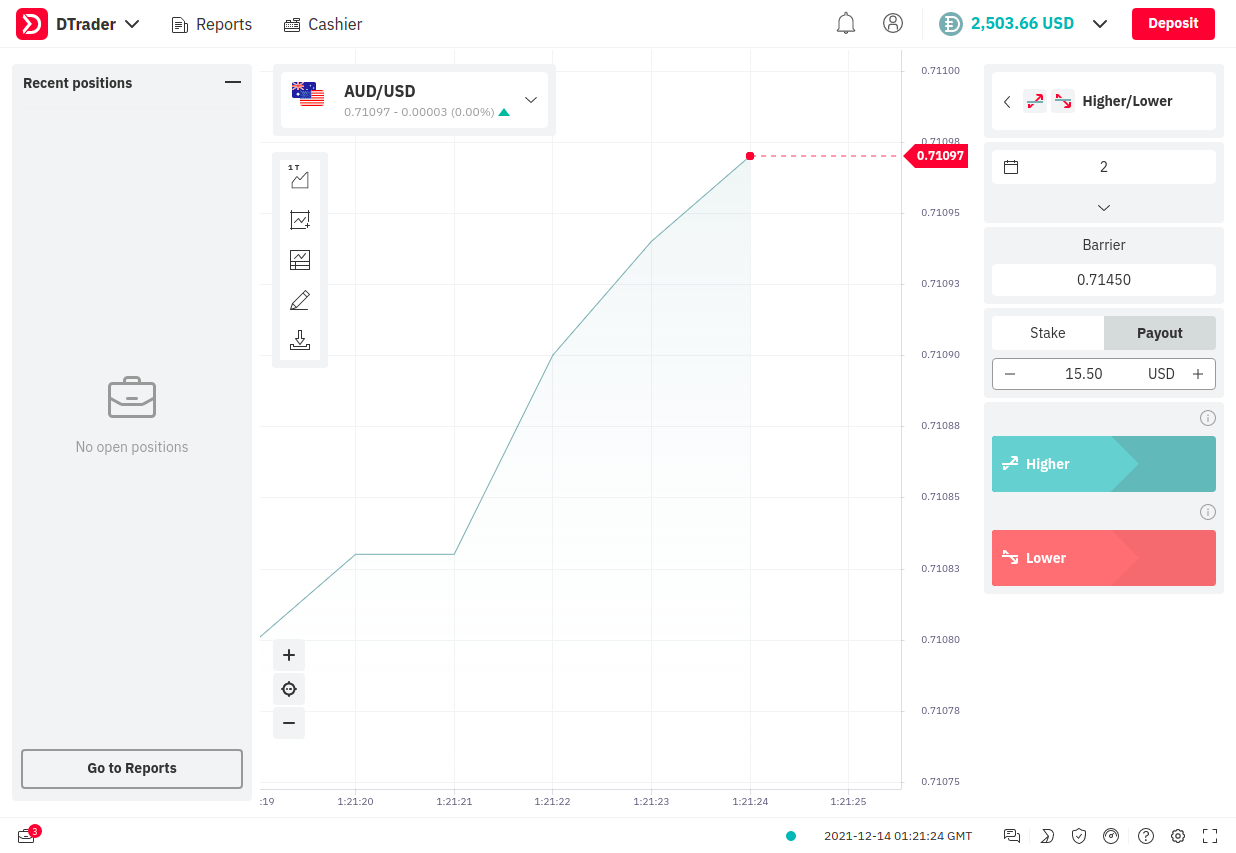 DTrader
Reports
Cashier
2,503.66 USD
Deposit
Recent positions
No open positions
Go to Reports
AUD/USD
0.71097 - 0.00003 (0.00%)
1 T
0.71100
0.71098
0.71097
0.71095
0.71093
0.71090
0.71088
0.71085
0.71083
0.71080
0.71078
0.71075
:19
1:21:20
1:21:21
1:21:22
1:21:23
1:21:24
1:21:25
Higher/Lower
2
Barrier
0.71450
Stake
Payout
15.50
USD
Higher
Lower
3
2021-12-14 01:21:24 GMT